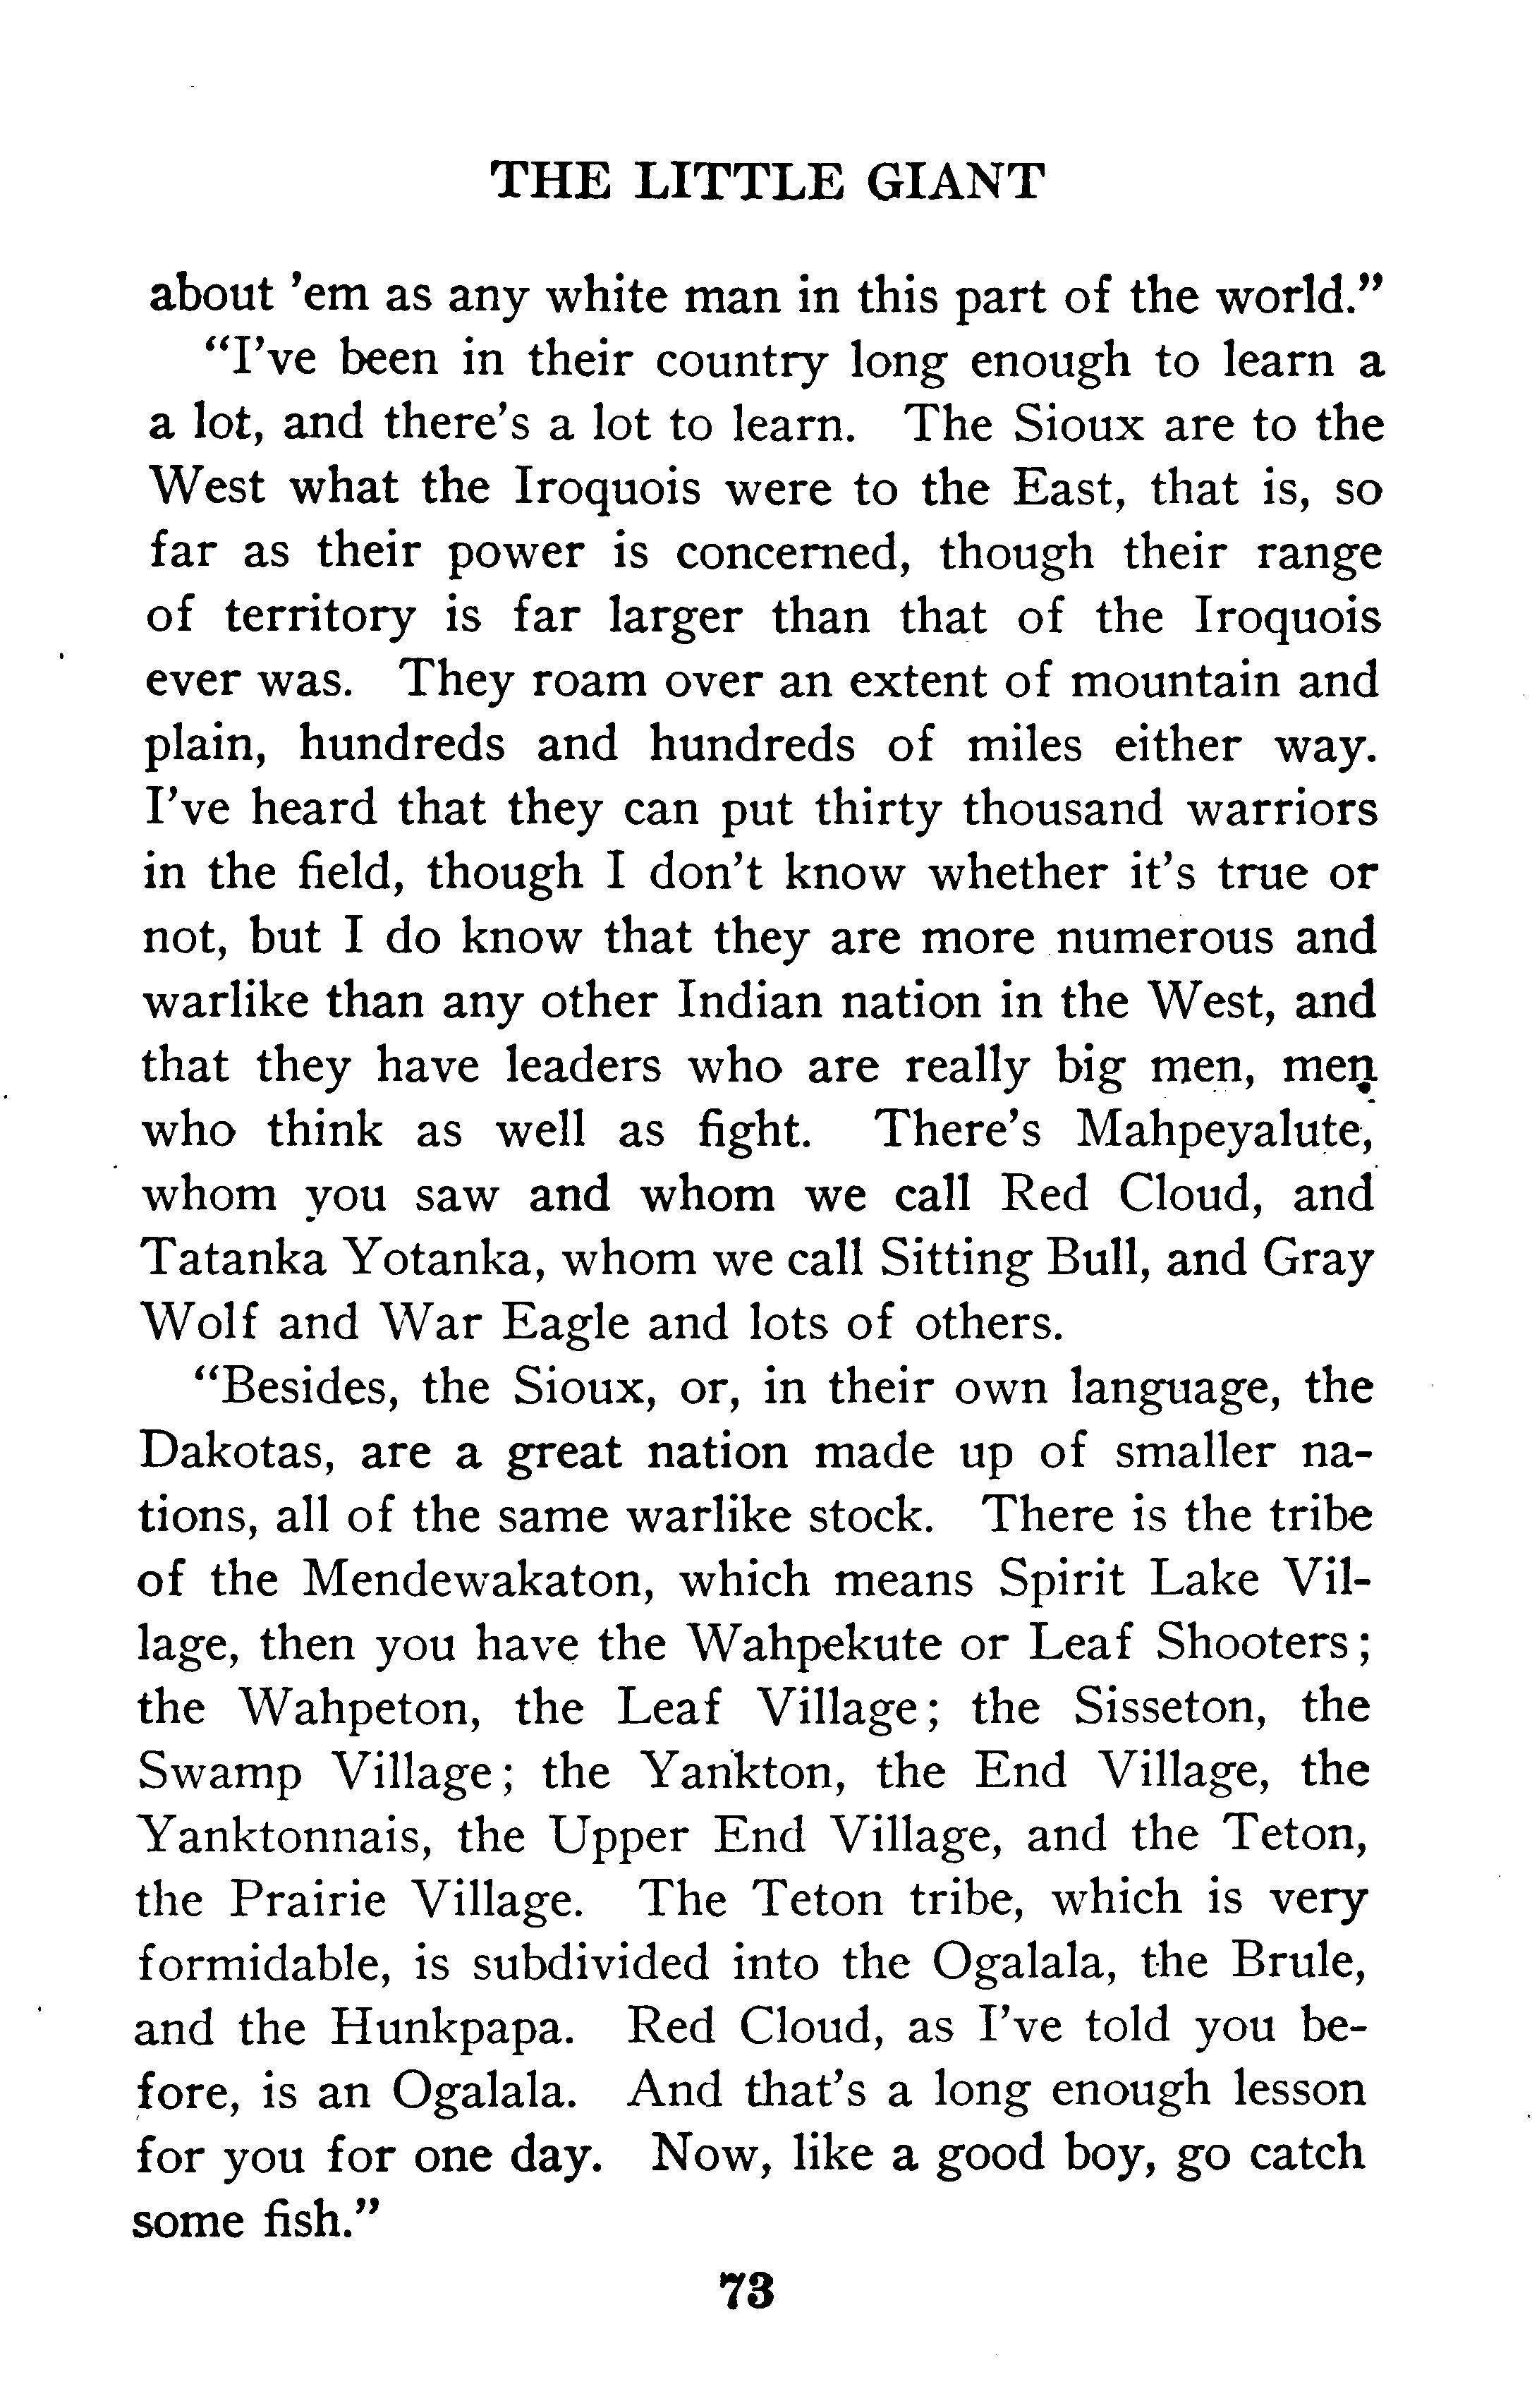 THE LITTLE GIANT
about 'em as any white man in this part of the world."
"I've been in their country long enough to learn a
a lot, and there's a lot to learn. The Sioux are to the
West what the Iroquois were to the East, that is, so
far as their power is concerned, though their range
of territory is far larger than that of the Iroquois
ever was. They roam over an extent of mountain and
plain, hundreds and hundreds of miles either way.
I've heard that they can put thirty thousand warriors
in the field, though I don't know whether it's true or
not, but I do know that they are more numerous and
warlike than any other Indian nation in the West, and
that they have leaders who are really big men, men
who think as well as fight. There's Mahpeyalute,
whom you saw and whom we call Red Cloud, and
Tatanka Yotanka, whom we call Sitting Bull, and Gray
Wolf and War Eagle and lots of others.
"Besides, the Sioux, or, in their own language, the
Dakotas, are a great nation made up of smaller na-
tions, all of the same warlike stock. There is the tribe
of the Mendewakaton, which means Spirit Lake Vil-
lage, then you have the Wahpekute or Leaf Shooters;
the Wahpeton, the Leaf Village; the Sisseton, the
Swamp Village; the Yankton, the End Village, the
Yanktonnais, the Upper End Village, and the Teton,
the Prairie Village. The Teton tribe, which is very
formidable, is subdivided into the Ogalala, the Brule,
and the Hunkpapa. Red Cloud, as I've told you be-
fore, is an Ogalala. And that's a long enough lesson
for you for one day. Now, like a good boy, go catch
some fish."
73